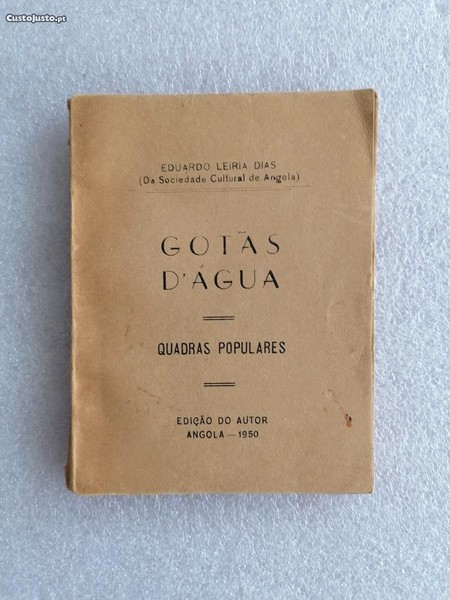 CustoJusto.pt
EDUARDO LEIRIA DIAS
(Da Sociedade Cultural de Angola)
GOTAS
D'ÁGUA
QUADRAS POPULARES
EDIÇÃO DO AUTOR
ANGOLA — 1950